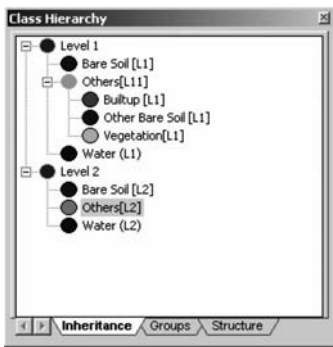 Class Hierarchy
Level 1
Bare Soil [L1]
Others[L11]
Builtup [L1]
Other Bare Soil [L1]
Vegetation[L1]
Water (L1)
Level 2
Bare Soil [L2]
Others[L2]
Water (L2)
Inheritance Groups Structure